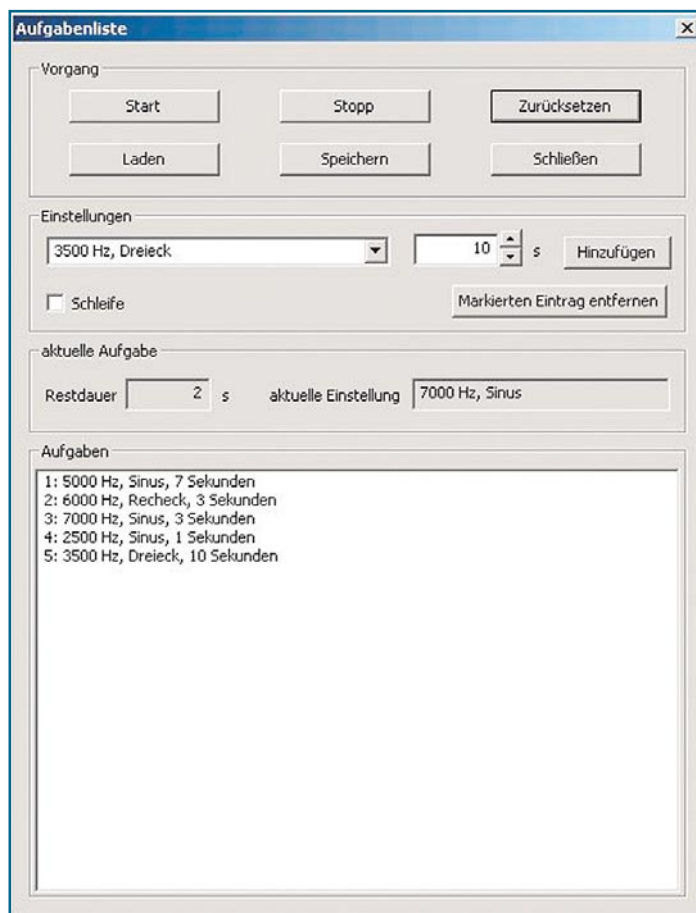 Aufgabenliste
Vorgang
Start Stopp Zurücksetzen
Laden Speichern Schließen
Einstellungen
3500 Hz, Dreieck 10 s Hinzufügen
Schleife Markierten Eintrag entfernen
aktuelle Aufgabe
Restdauer 2 s aktuelle Einstellung 7000 Hz, Sinus
Aufgaben
1: 5000 Hz, Sinus, 7 Sekunden
2: 6000 Hz, Recheck, 3 Sekunden
3: 7000 Hz, Sinus, 3 Sekunden
4: 2500 Hz, Sinus, 1 Sekunden
5: 3500 Hz, Dreieck, 10 Sekunden